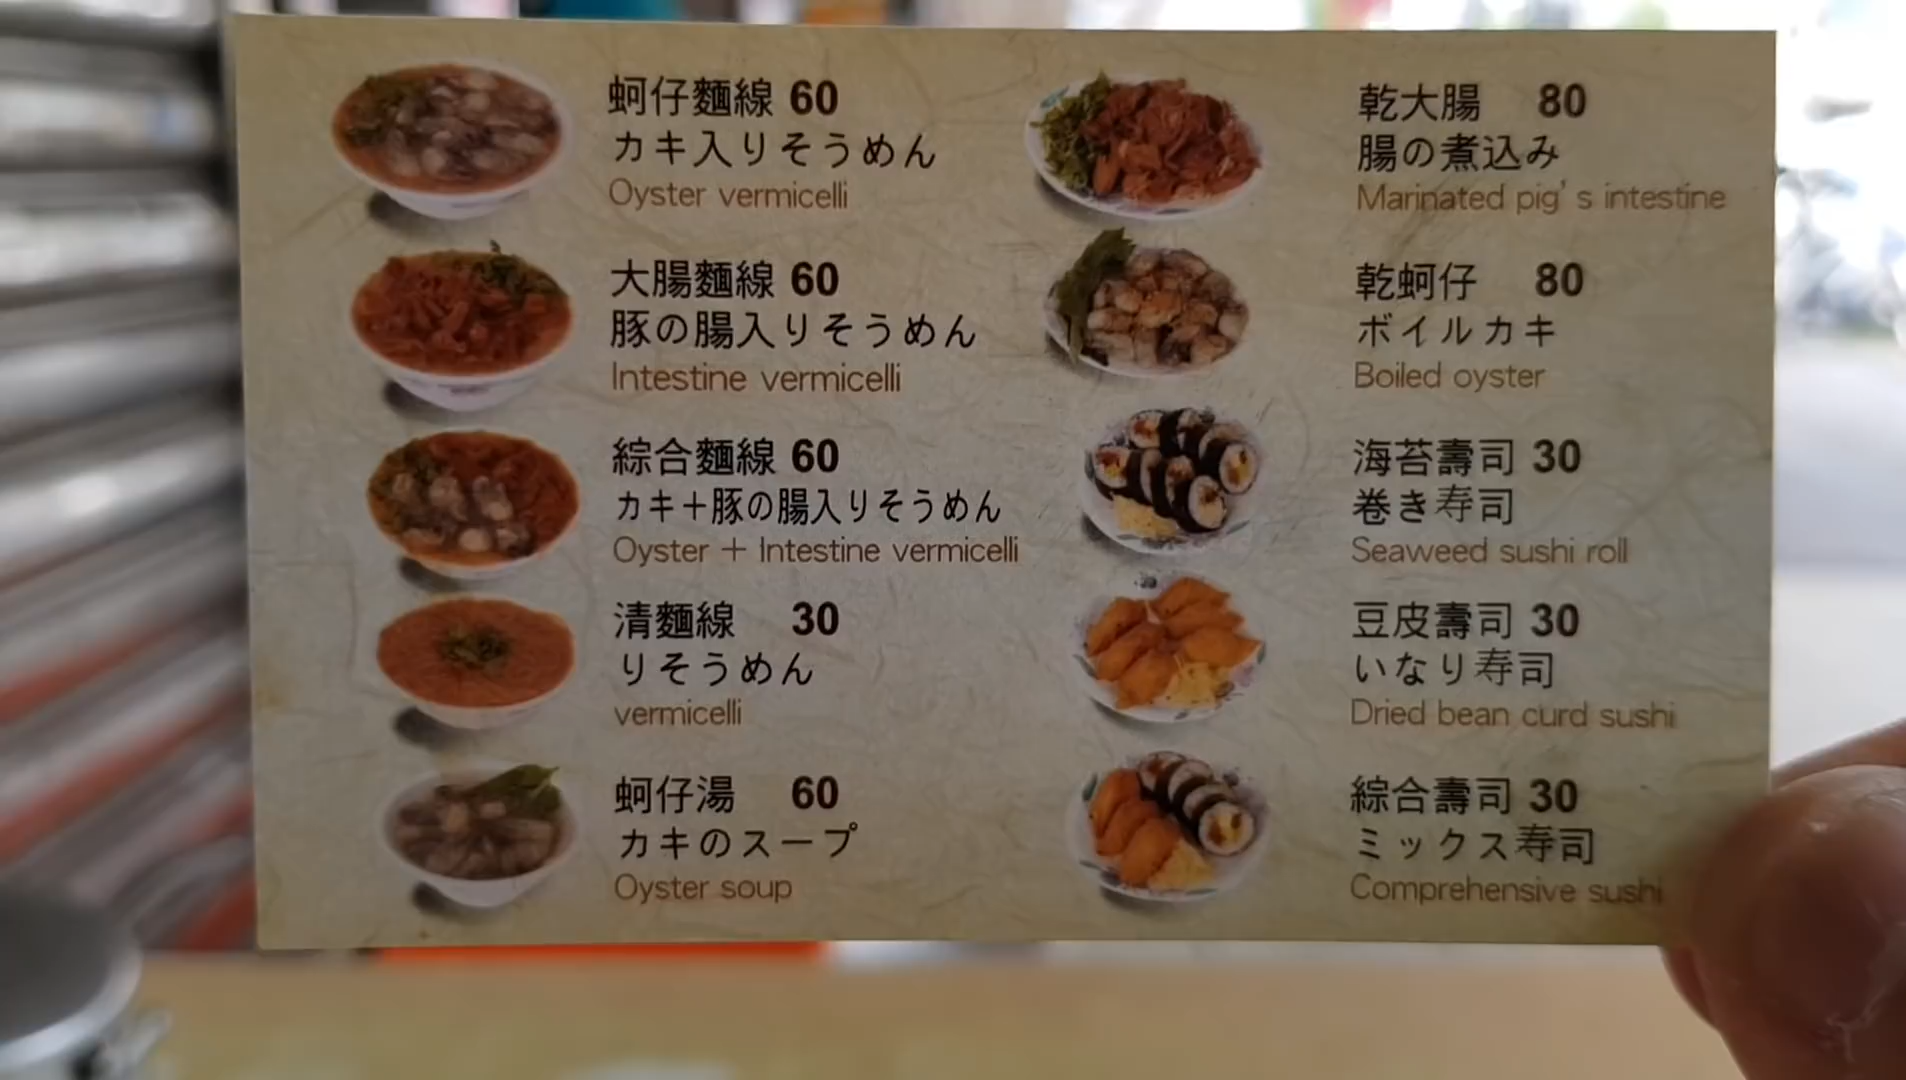 蚵仔麵線 60
カキ入りそうめん
Oyster vermicelli
大腸麵線 60
豚の腸入りそうめん
Intestine vermicelli
綜合麵線 60
カキ+豚の腸入りそうめん
Oyster + Intestine vermicelli
清麵線 30
りそうめん
vermicelli
蚵仔湯 60
カキのスープ
Oyster soup
乾大腸 80
腸の煮込み
Marinated pig's intestine
乾蚵仔 80
ボイルカキ
Boiled oyster
海苔壽司 30
巻き寿司
Seaweed sushi roll
豆皮壽司 30
いなり寿司
Dried bean curd sushi
綜合壽司 30
ミックス寿司
Comprehensive sushi